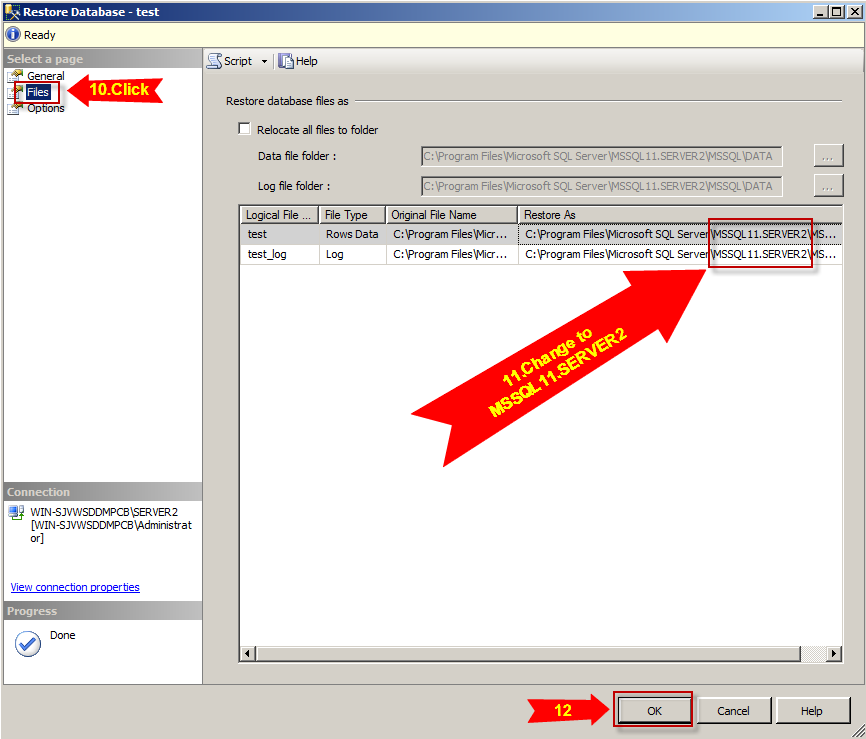 Restore Database - test
Ready
Select a page
General
Files
Options
10.Click
Script
Help
Restore database files as
Relocate all files to folder
Data file folder :
C:\Program Files\Microsoft SQL Server\MSSQL11.SERVER2\MSSQL\DATA
...
Log file folder :
C:\Program Files\Microsoft SQL Server\MSSQL11.SERVER2\MSSQL\DATA
...
Logical File ... File Type Original File Name Restore As
test Rows Data C:\Program Files\Micr... C:\Program Files\Microsoft SQL Server\MSSQL11.SERVER2\MS...
test_log Log C:\Program Files\Micr... C:\Program Files\Microsoft SQL Server\MSSQL11.SERVER2\MS...
11.Change to
MSSQL11.SERVER2
Connection
WIN-SJVWSDDMPCB\SERVER2
[WIN-SJVWSDDMPCB\Administrat
or]
View connection properties
Progress
Done
12
OK
Cancel
Help